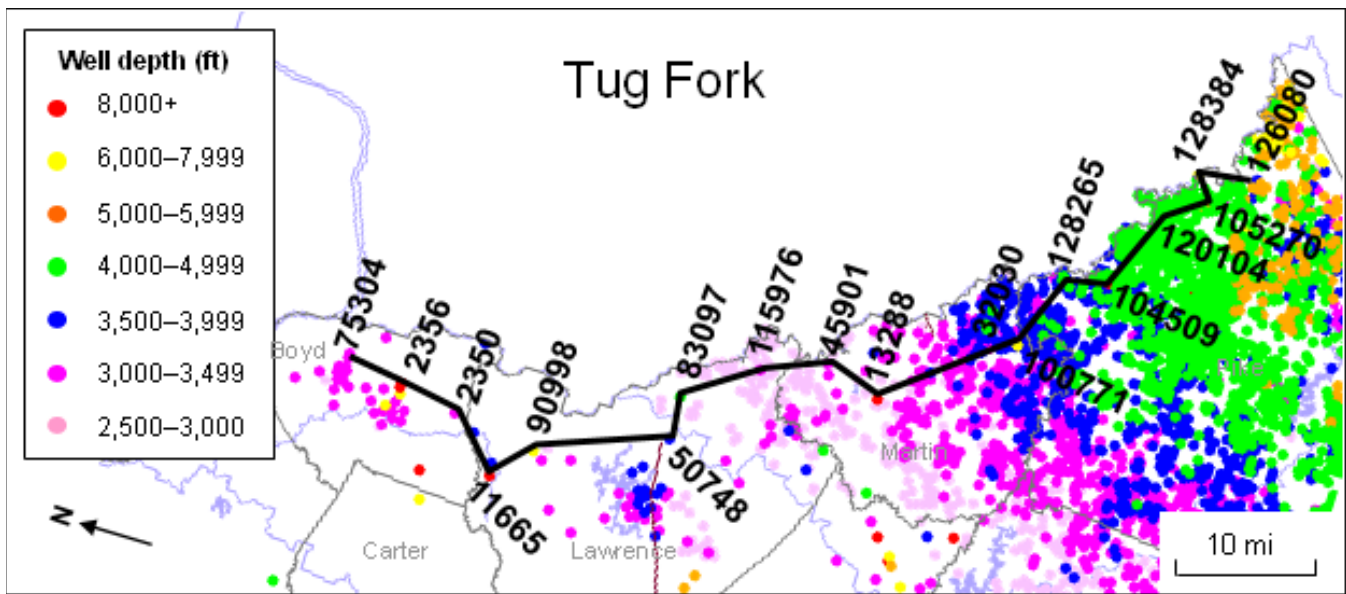 Tug Fork
Well depth (ft)
8,000+
6,000–7,999
5,000–5,999
4,000–4,999
3,500–3,999
3,000–3,499
2,500–3,000
75304
2356
2350
11665
90998
50748
83097
115976
45901
13288
32030
100771
128265
104509
120104
105270
128384
126080
Boyd
Carter
Lawrence
Martin
Pike
N
10 mi